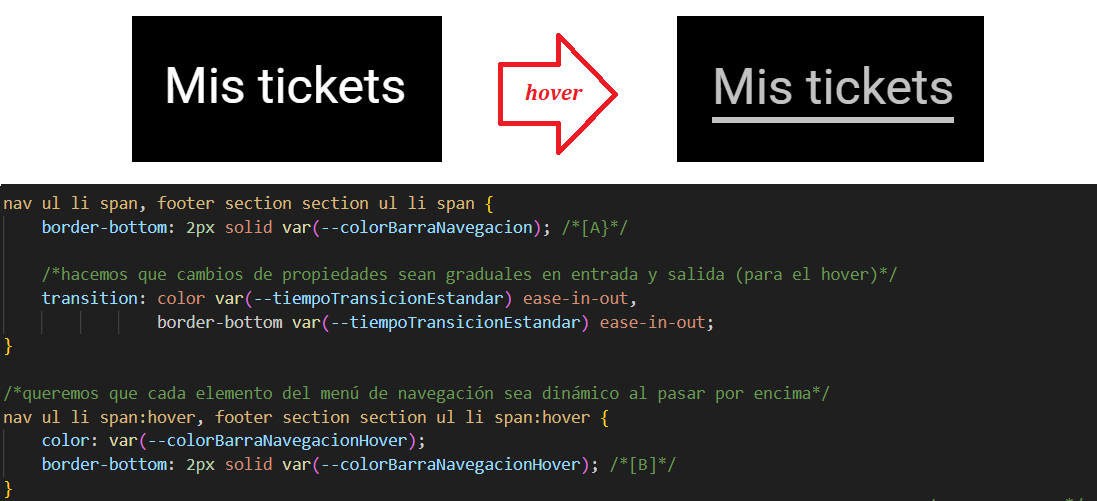 Mis tickets
hover
Mis tickets
nav ul li span, footer section section ul li span {
border-bottom: 2px solid var(--colorBarraNavegacion); /*[A}*/
/*hacemos que cambios de propiedades sean graduales en entrada y salida (para el hover)*/
transition: color var(--tiempoTransicionEstandar) ease-in-out,
border-bottom var(--tiempoTransicionEstandar) ease-in-out;
}
/*queremos que cada elemento del menú de navegación sea dinámico al pasar por encima*/
nav ul li span:hover, footer section section ul li span:hover {
color: var(--colorBarraNavegacionHover);
border-bottom: 2px solid var(--colorBarraNavegacionHover); /*[B]*/
}